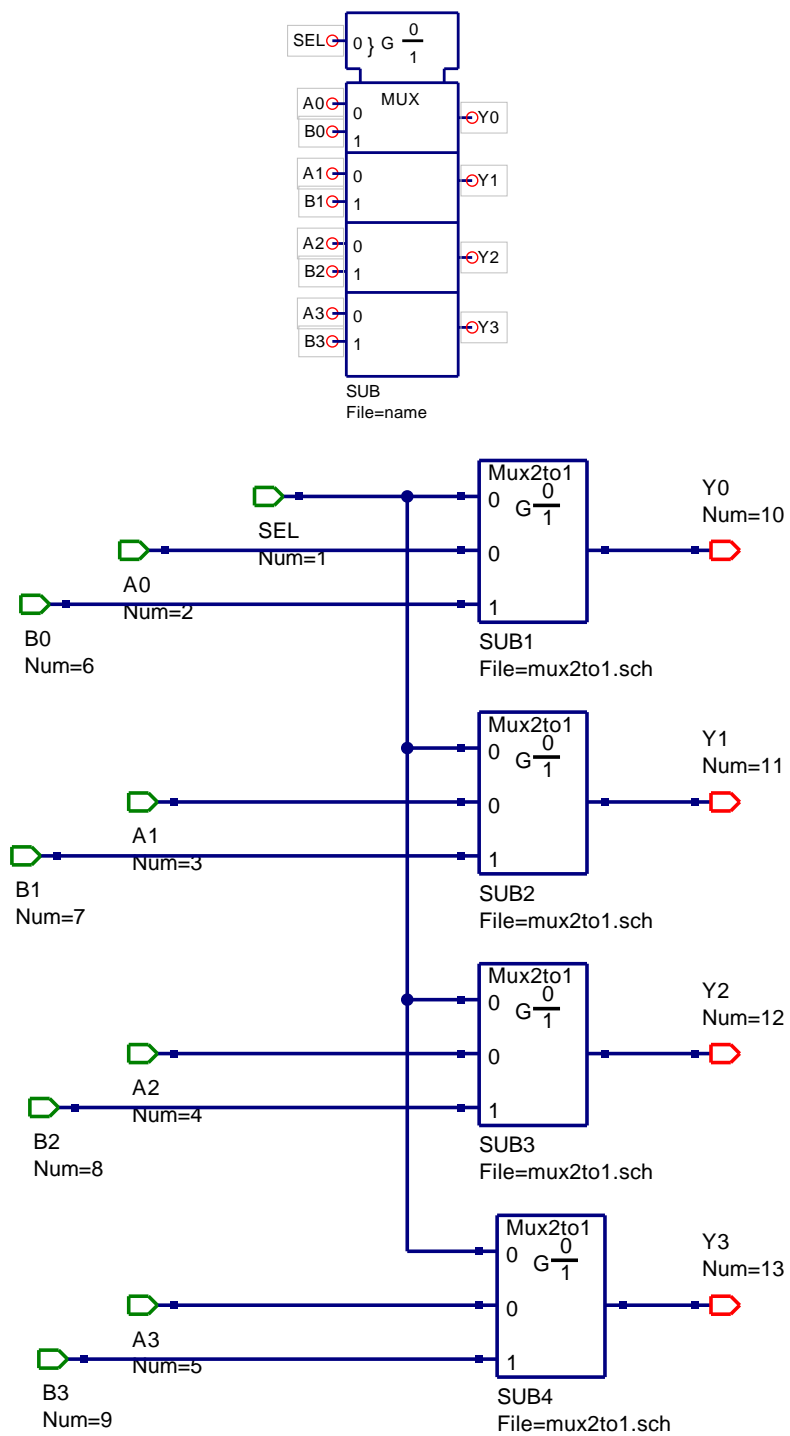 SEL 0 } G 0
1
MUX
A0 0 Y0
B0 1
A1 0 Y1
B1 1
A2 0 Y2
B2 1
A3 0 Y3
B3 1
SUB
File=name
Mux2to1
0 G 0
1
SEL
Num=1
0
A0
Num=2
1
B0
Num=6
Y0
Num=10
SUB1
File=mux2to1.sch
Mux2to1
0 G 0
1
0
A1
Num=3
1
B1
Num=7
Y1
Num=11
SUB2
File=mux2to1.sch
Mux2to1
0 G 0
1
0
A2
Num=4
1
B2
Num=8
Y2
Num=12
SUB3
File=mux2to1.sch
Mux2to1
0 G 0
1
0
A3
Num=5
1
B3
Num=9
Y3
Num=13
SUB4
File=mux2to1.sch